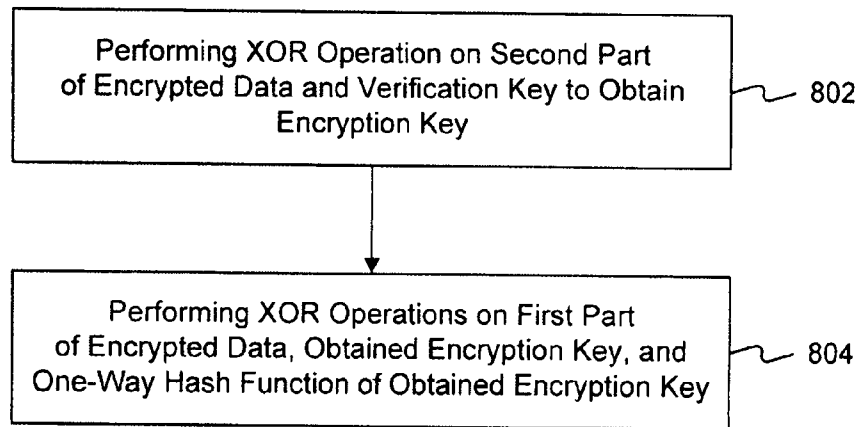 Performing XOR Operation on Second Part
of Encrypted Data and Verification Key to Obtain
Encryption Key
802
Performing XOR Operations on First Part
of Encrypted Data, Obtained Encryption Key, and
One-Way Hash Function of Obtained Encryption Key
804